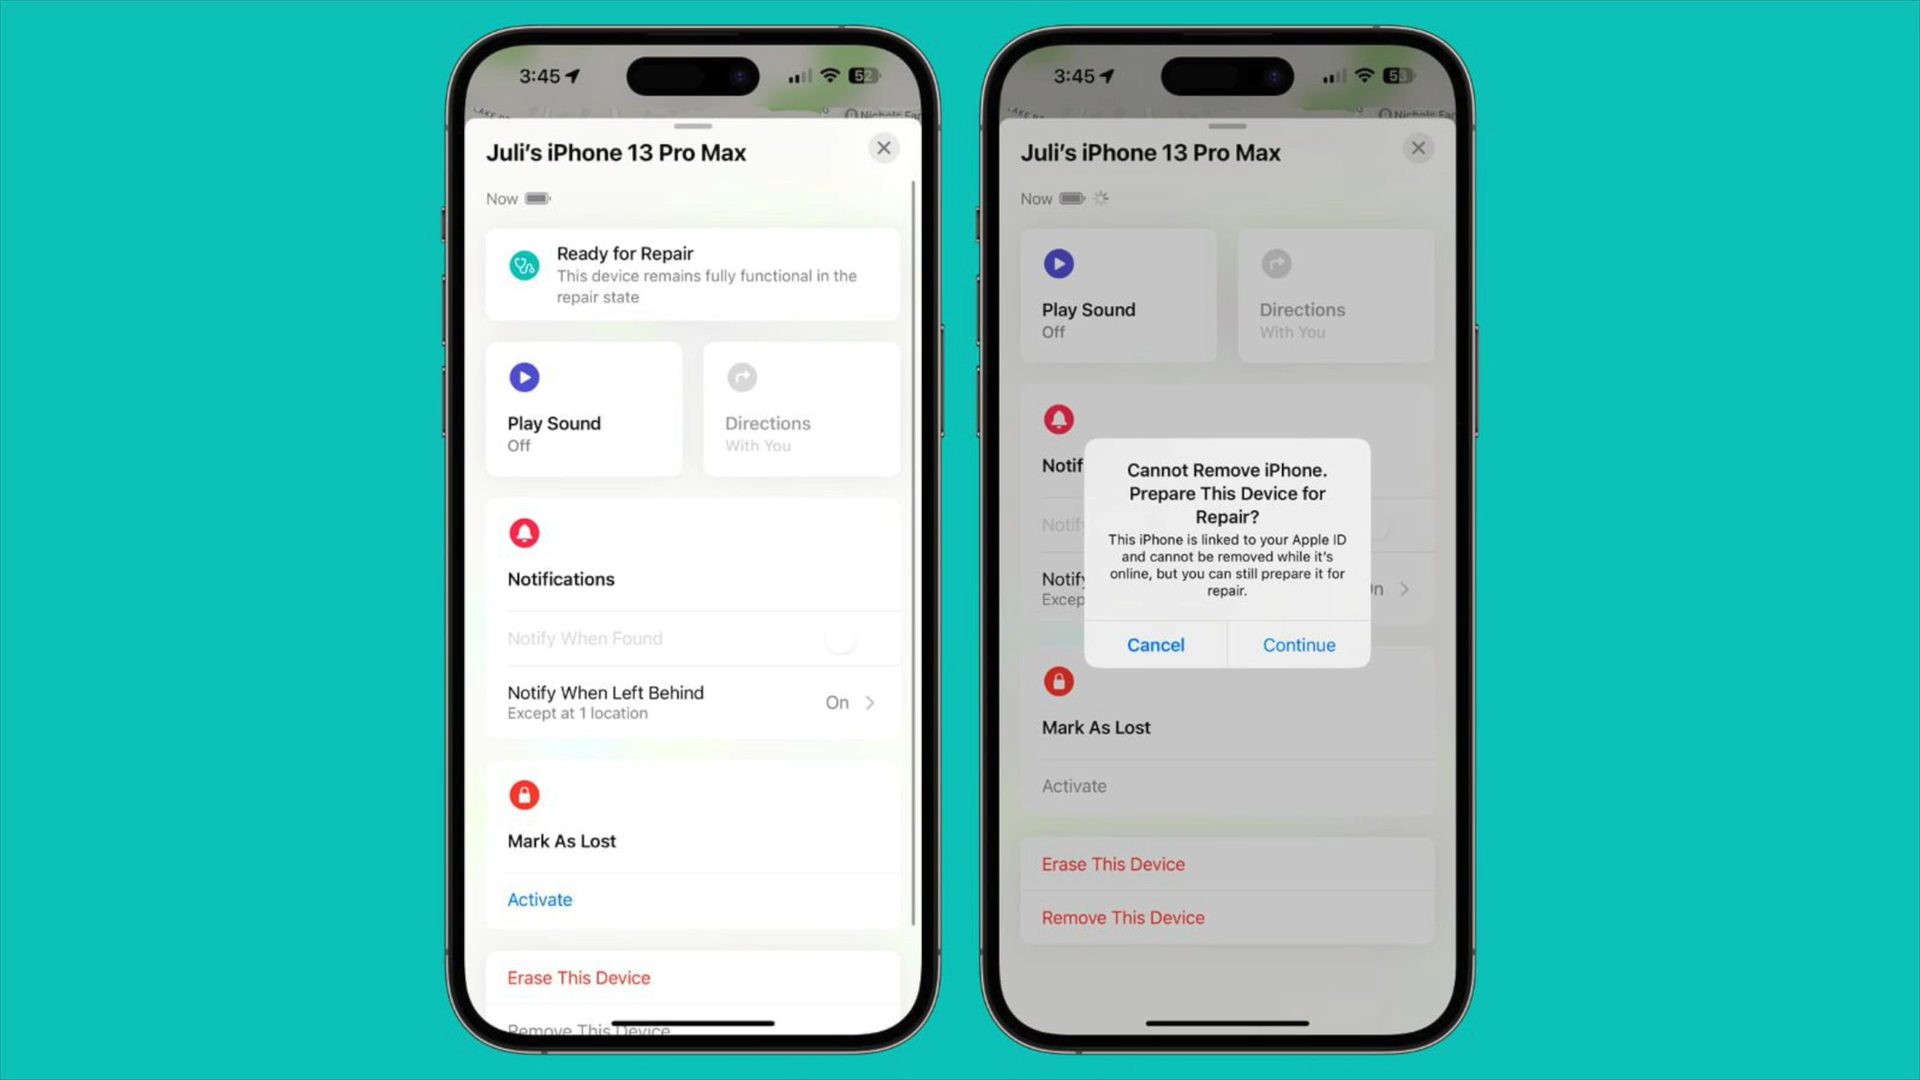 3:45
52
Juli's iPhone 13 Pro Max
Now
Ready for Repair
This device remains fully functional in the
repair state
Play Sound
Off
Directions
With You
Notifications
Notify When Found
Notify When Left Behind
Except at 1 location
On
Mark As Lost
Activate
Erase This Device
Remove This Device
3:45
53
Juli's iPhone 13 Pro Max
Now
Play Sound
Off
Directions
With You
Cannot Remove iPhone.
Prepare This Device for
Repair?
This iPhone is linked to your Apple ID
and cannot be removed while it's
online, but you can still prepare it for
repair.
Cancel
Continue
Mark As Lost
Activate
Erase This Device
Remove This Device